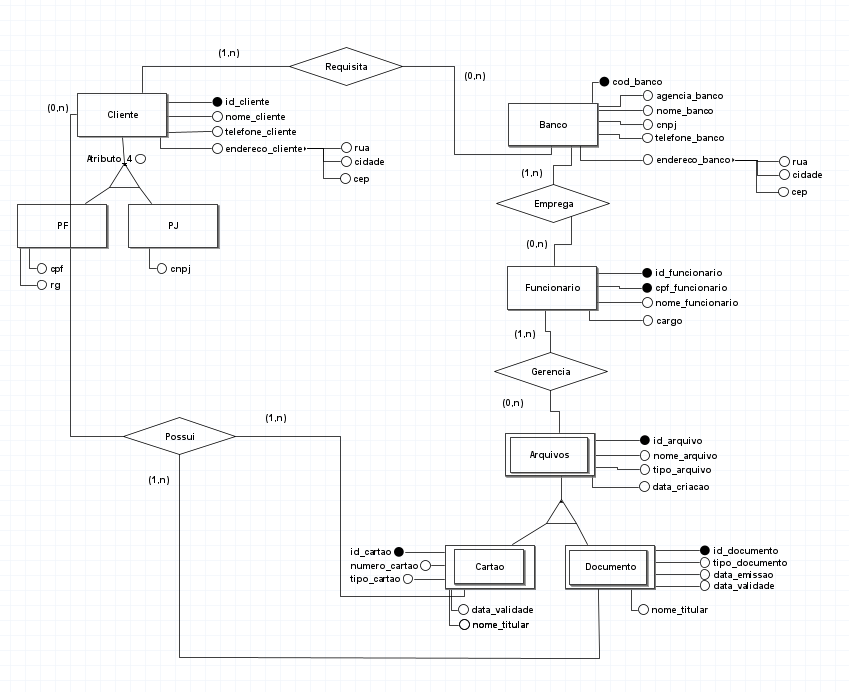 (1,n)
Requisita
(0,n)
cod_banco
agencia_banco
id_cliente
(0,n)
Cliente
nome_cliente
nome_banco
Banco
cnpj
telefone_cliente
telefone_banco
endereco_cliente
rua
cidade
cep
Atributo_4
endereco_banco
rua
cidade
cep
(1,n)
Emprega
PF
PJ
(0,n)
cpf
rg
cnpj
Funcionario
id_funcionario
cpf_funcionario
nome_funcionario
cargo
(1,n)
Gerencia
(0,n)
(1,n)
Possui
(1,n)
Arquivos
id_arquivo
nome_arquivo
tipo_arquivo
data_criacao
id_cartao
numero_cartao
tipo_cartao
Cartao
Documento
id_documento
tipo_documento
data_emissao
data_validade
data_validade
nome_titular
nome_titular